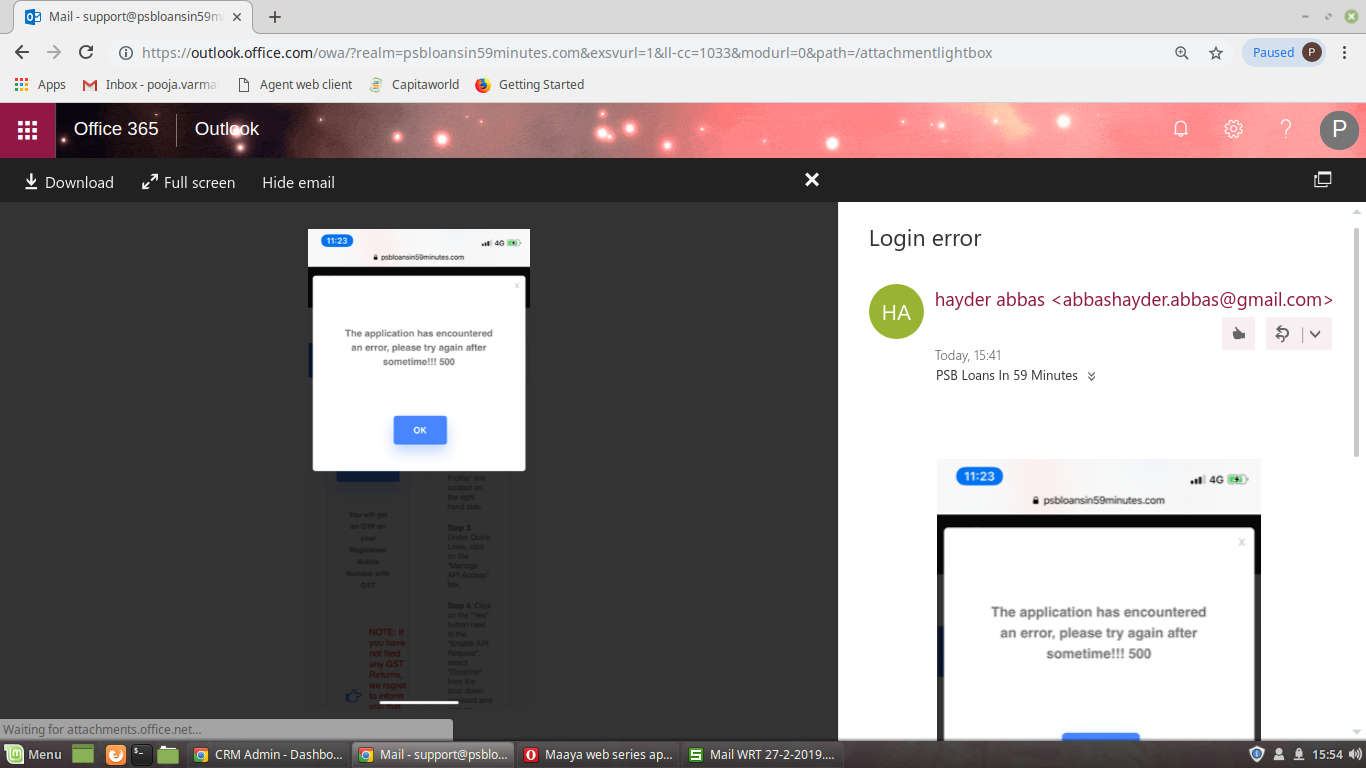 Mail - support@psbloansin59m
https://outlook.office.com/owa/?realm=psbloansin59minutes.com&exsvurl=1&ll-cc=1033&modurl=0&path=/attachmentlightbox
Paused
P
Apps
Inbox - pooja.varma
Agent web client
Capitaworld
Getting Started
Office 365
Outlook
P
Download
Full screen
Hide email
11:23
4G
psbloansin59minutes.com
x
The application has encountered
an error, please try again after
sometime!!! 500
OK
You will get
an OTP on
your
Registered
Mobile
Number with
GST
NOTE: If
you have
not filed
any GST
Returns,
we regret
to inform
you that
Profile" link
located on
the right
hand side.
Step 3.
Under Quick
Links, click
on the
"Manage
API Access"
link.
Step 4. Click
on the "Yes"
button next
to the
"Enable API
Request",
select
"Duration"
from the
drop down
Login error
HA
hayder abbas <abbashayder.abbas@gmail.com>
Today, 15:41
PSB Loans In 59 Minutes
11:23
4G
psbloansin59minutes.com
x
The application has encountered
an error, please try again after
sometime!!! 500
Waiting for attachments.office.net...
Menu
CRM Admin - Dashbo...
Mail - support@psblo...
Maaya web series ap...
Mail WRT 27-2-2019....
15:54